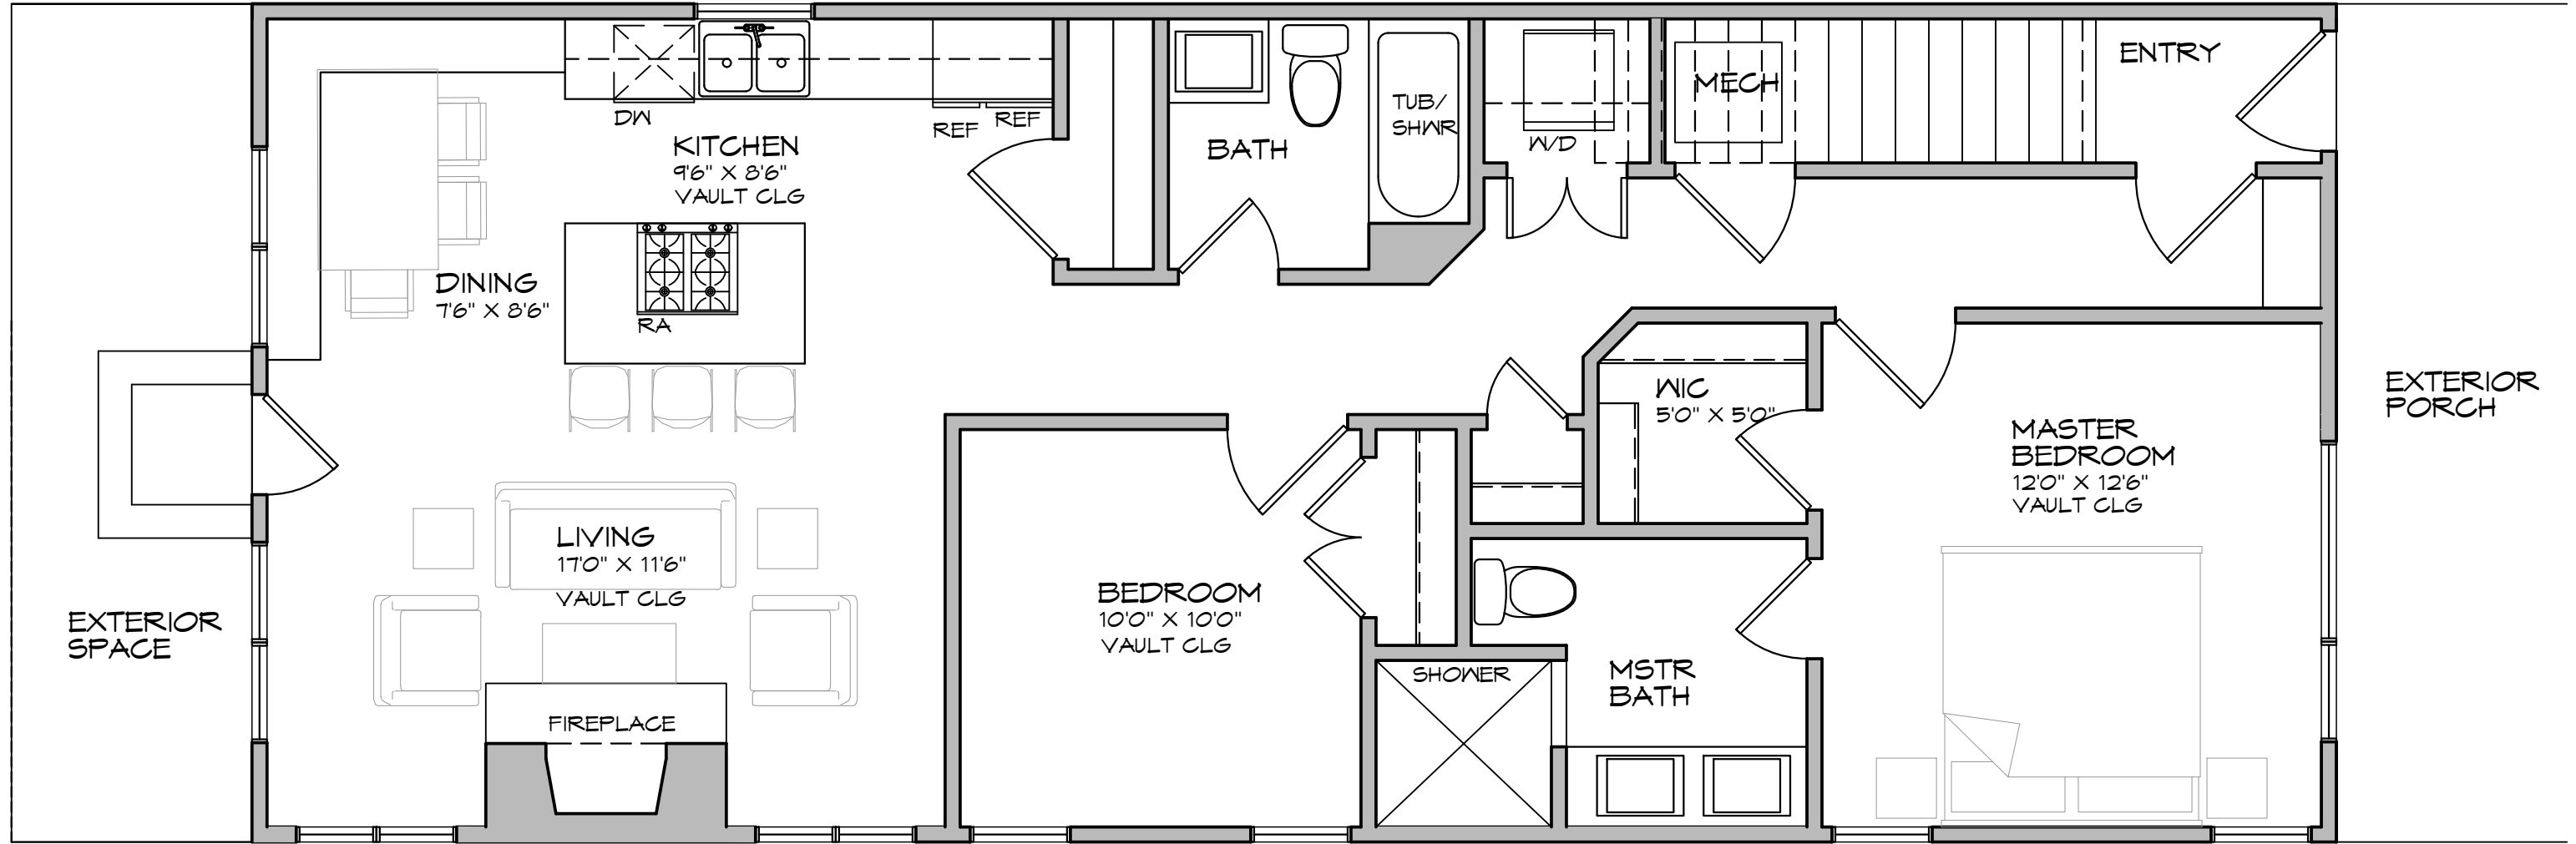 DW
REF
REF
KITCHEN
9'6" X 8'6"
VAULT CLG
DINING
7'6" X 8'6"
RA
BATH
TUB/
SHWR
W/D
MECH
ENTRY
EXTERIOR
SPACE
LIVING
17'0" X 11'6"
VAULT CLG
FIREPLACE
BEDROOM
10'0" X 10'0"
VAULT CLG
WIC
5'0" X 5'0"
SHOWER
MSTR
BATH
MASTER
BEDROOM
12'0" X 12'6"
VAULT CLG
EXTERIOR
PORCH